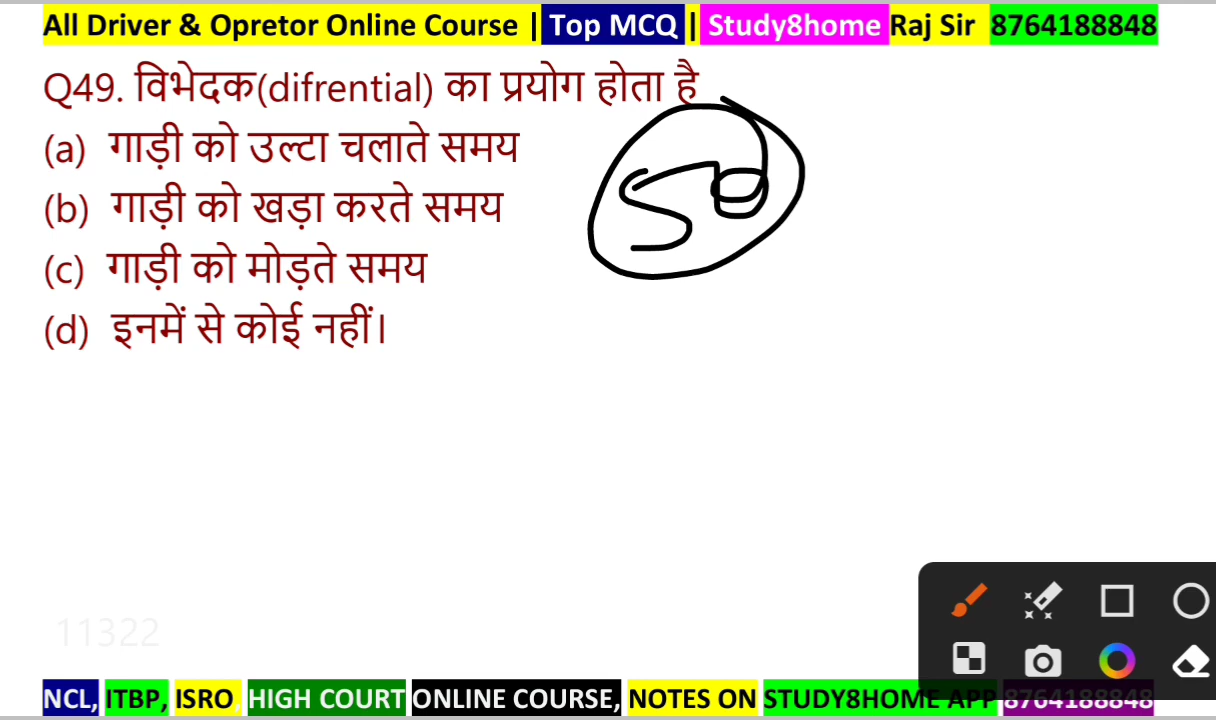 All Driver & Opretor Online Course | Top MCQ | Study8home Raj Sir 8764188848
Q49. विभेदक(difrential) का प्रयोग होता है
(a) गाड़ी को उल्टा चलाते समय
(b) गाड़ी को खड़ा करते समय
(c) गाड़ी को मोड़ते समय
(d) इनमें से कोई नहीं।
11322
NCL, ITBP, ISRO, HIGH COURT ONLINE COURSE, NOTES ON STUDY8HOME APP 8764188848